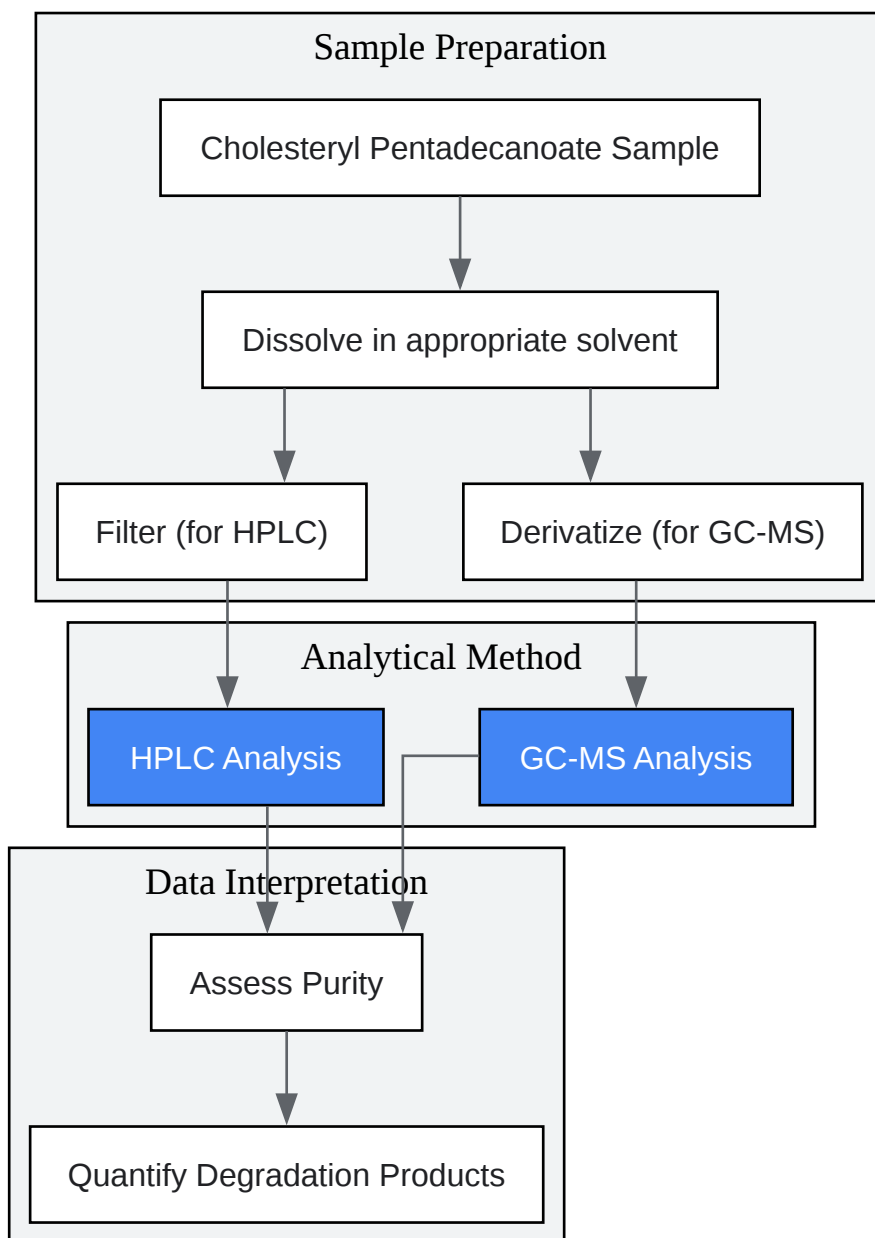 Sample Preparation
Cholesteryl Pentadecanoate Sample
Dissolve in appropriate solvent
Filter (for HPLC)
Derivatize (for GC-MS)
Analytical Method
HPLC Analysis
GC-MS Analysis
Data Interpretation
Assess Purity
Quantify Degradation Products